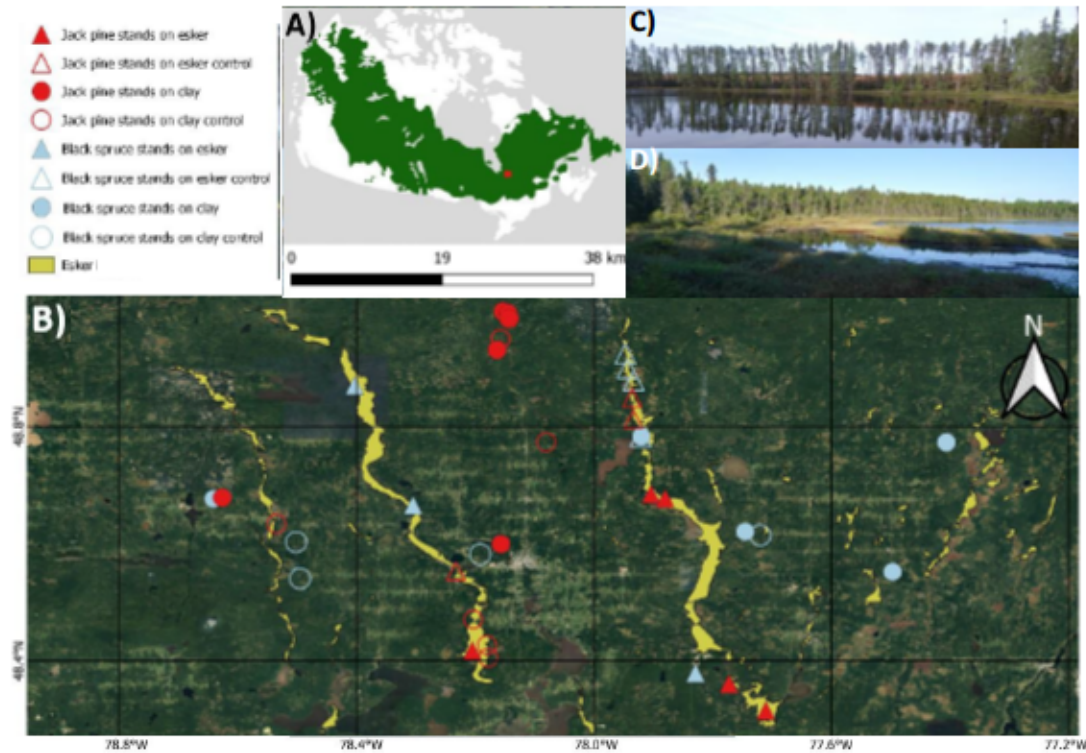 Jack pine stands on esker
Jack pine stands on esker control
Jack pine stands on clay
Jack pine stands on clay control
Black spruce stands on esker
Black spruce stands on esker control
Black spruce stands on clay
Black spruce stands on clay control
Esker
A)
0 19 38 km
C)
D)
B)
N
48.8°N
48.4°N
78.8°W 78.4°W 78.0°W 77.6°W 77.2°W